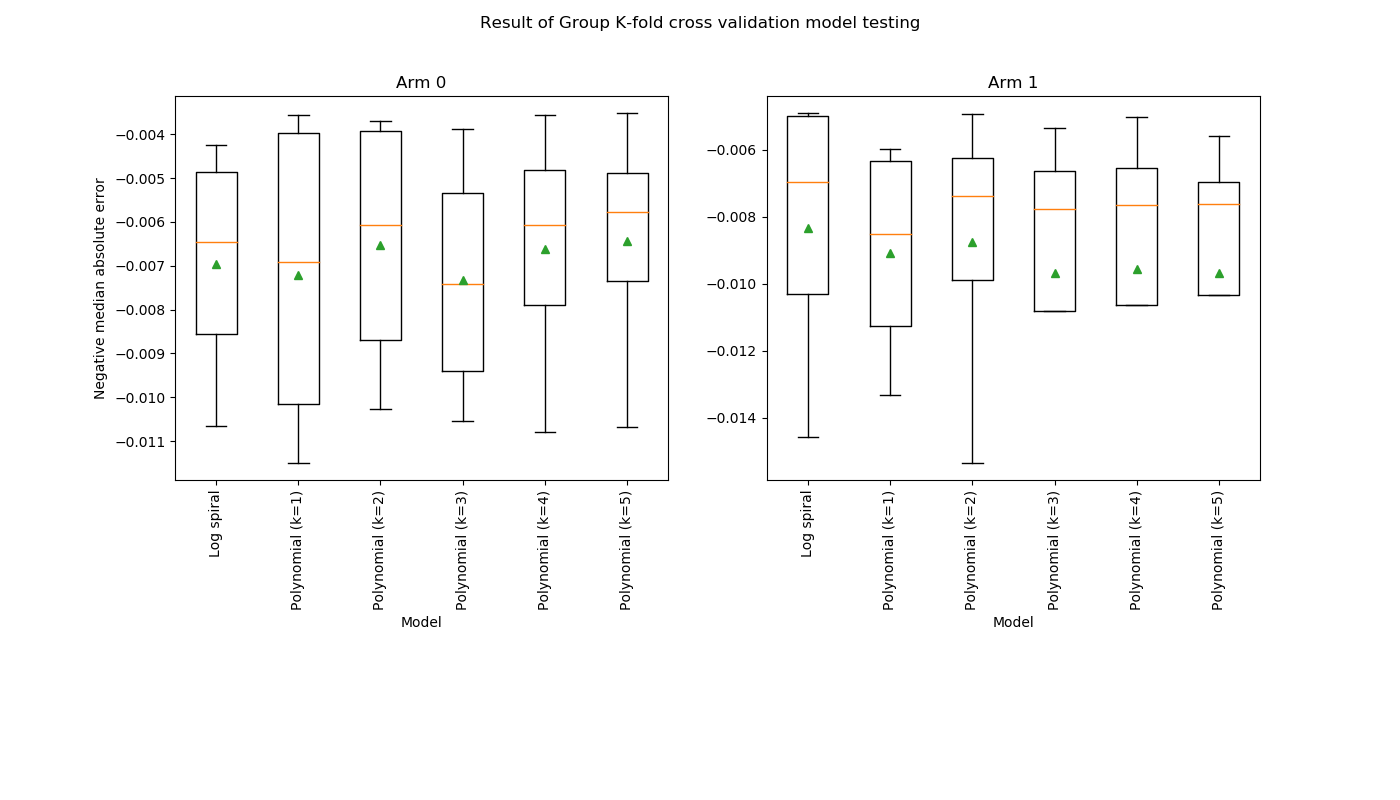 Result of Group K-fold cross validation model testing
Arm 0
Negative median absolute error
−0.004
−0.005
−0.006
−0.007
−0.008
−0.009
−0.010
−0.011
Log spiral
Polynomial (k=1)
Polynomial (k=2)
Polynomial (k=3)
Polynomial (k=4)
Polynomial (k=5)
Model
Arm 1
−0.006
−0.008
−0.010
−0.012
−0.014
Log spiral
Polynomial (k=1)
Polynomial (k=2)
Polynomial (k=3)
Polynomial (k=4)
Polynomial (k=5)
Model